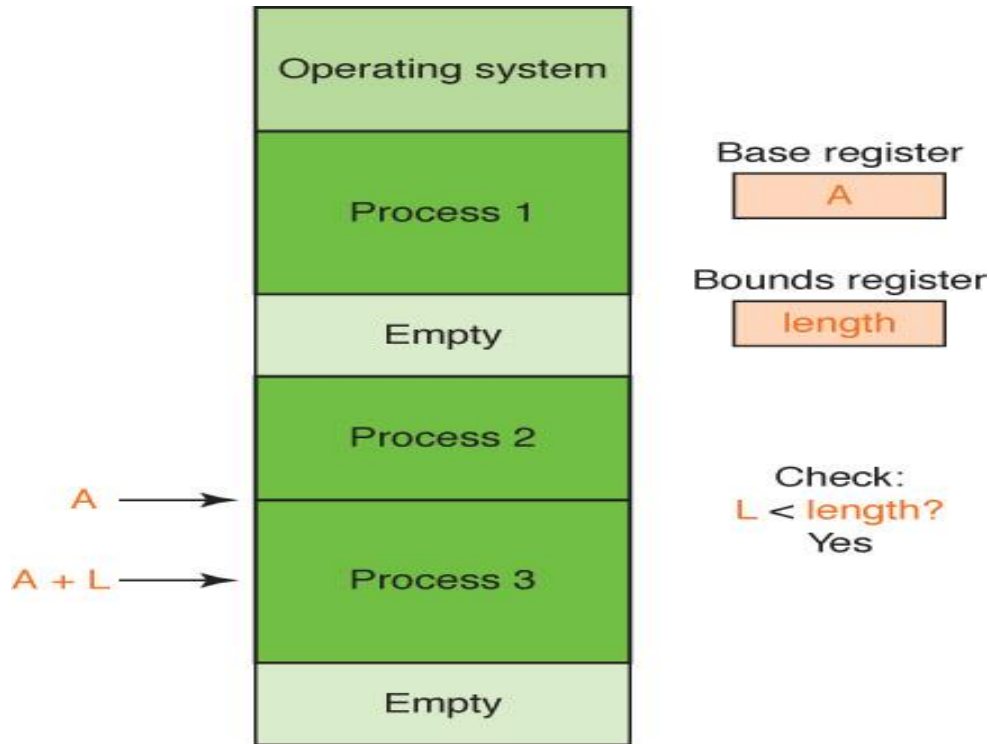 Operating system
Base register
A
Process 1
Bounds register
length
Empty
Process 2
A
Check:
L < length?
Yes
A + L
Process 3
Empty